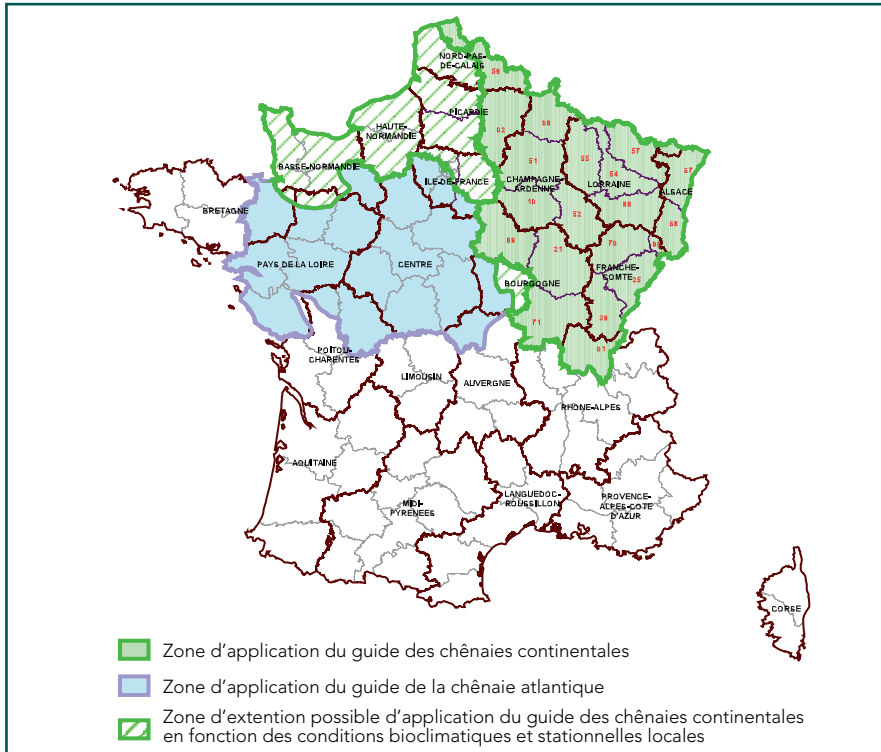 NORD-PAS-
DE-CALAIS
59
PICARDIE
02
08
HAUTE-
NORMANDIE
BASSE-NORMANDIE
ILE-DE-FRANCE
51
CHAMPAGNE
ARDENNE
10
52
55
57
54
LORRAINE
88
67
ALSACE
68
BRETAGNE
PAYS DE LA LOIRE
CENTRE
89
21
BOURGOGNE
71
70
90
FRANCHE-
COMTE
25
39
01
POITOU-
CHARENTES
LIMOUSIN
AUVERGNE
RHONE-ALPES
AQUITAINE
MIDI-
PYRENEES
LANGUEDOC-
ROUSSILLON
PROVENCE-
ALPES-COTE
D'AZUR
CORSE
Zone d'application du guide des chênaies continentales
Zone d'application du guide de la chênaie atlantique
Zone d'extention possible d'application du guide des chênaies continentales
en fonction des conditions bioclimatiques et stationnelles locales